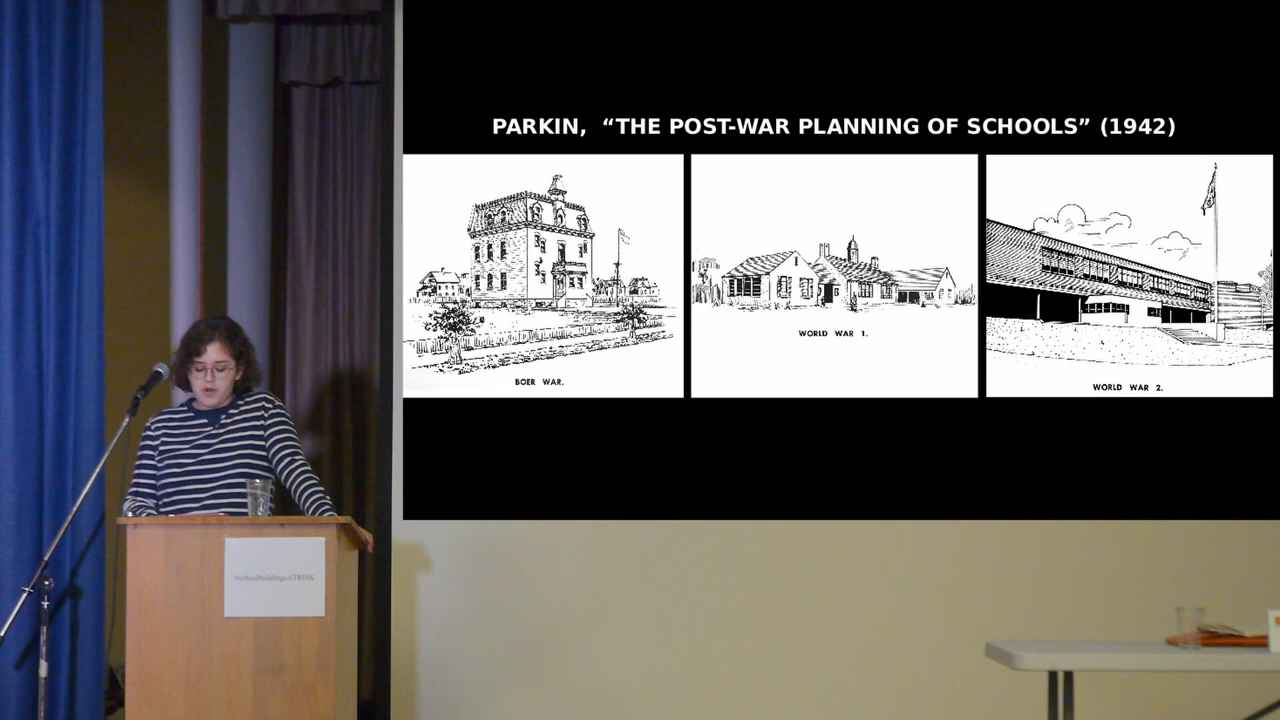 PARKIN, “THE POST-WAR PLANNING OF SCHOOLS” (1942)
BOER WAR.
WORLD WAR 1.
WORLD WAR 2.
#schoolbuildingsATRISK